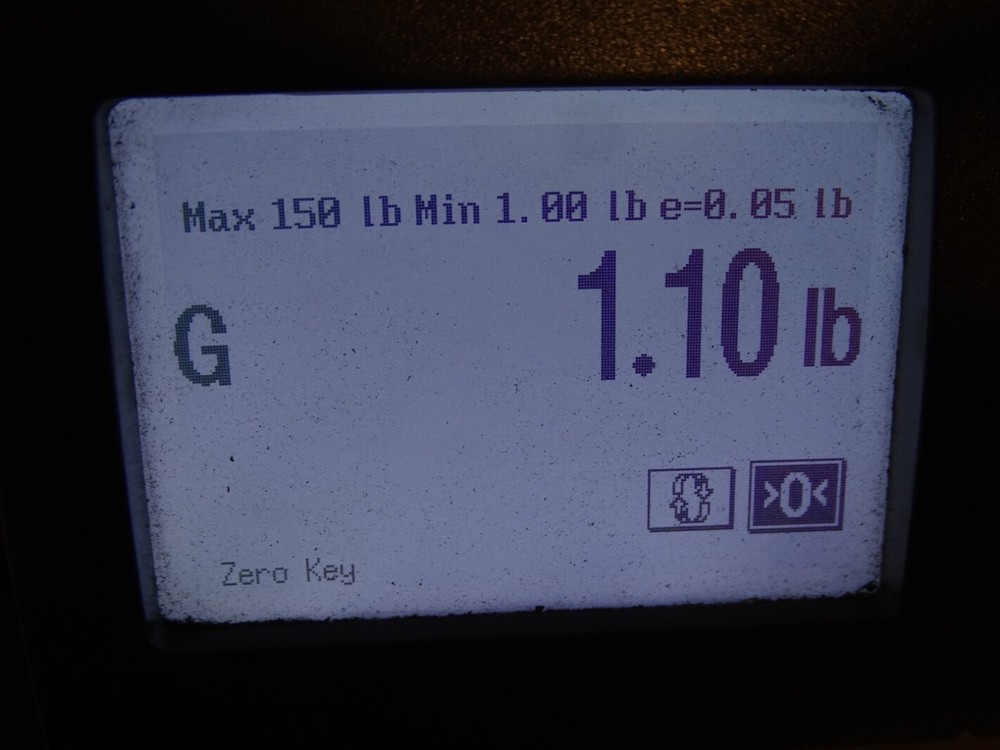 Max 150 lb Min 1.00 lb e=0.05 lb
G 1.10 lb
>0<
Zero Key